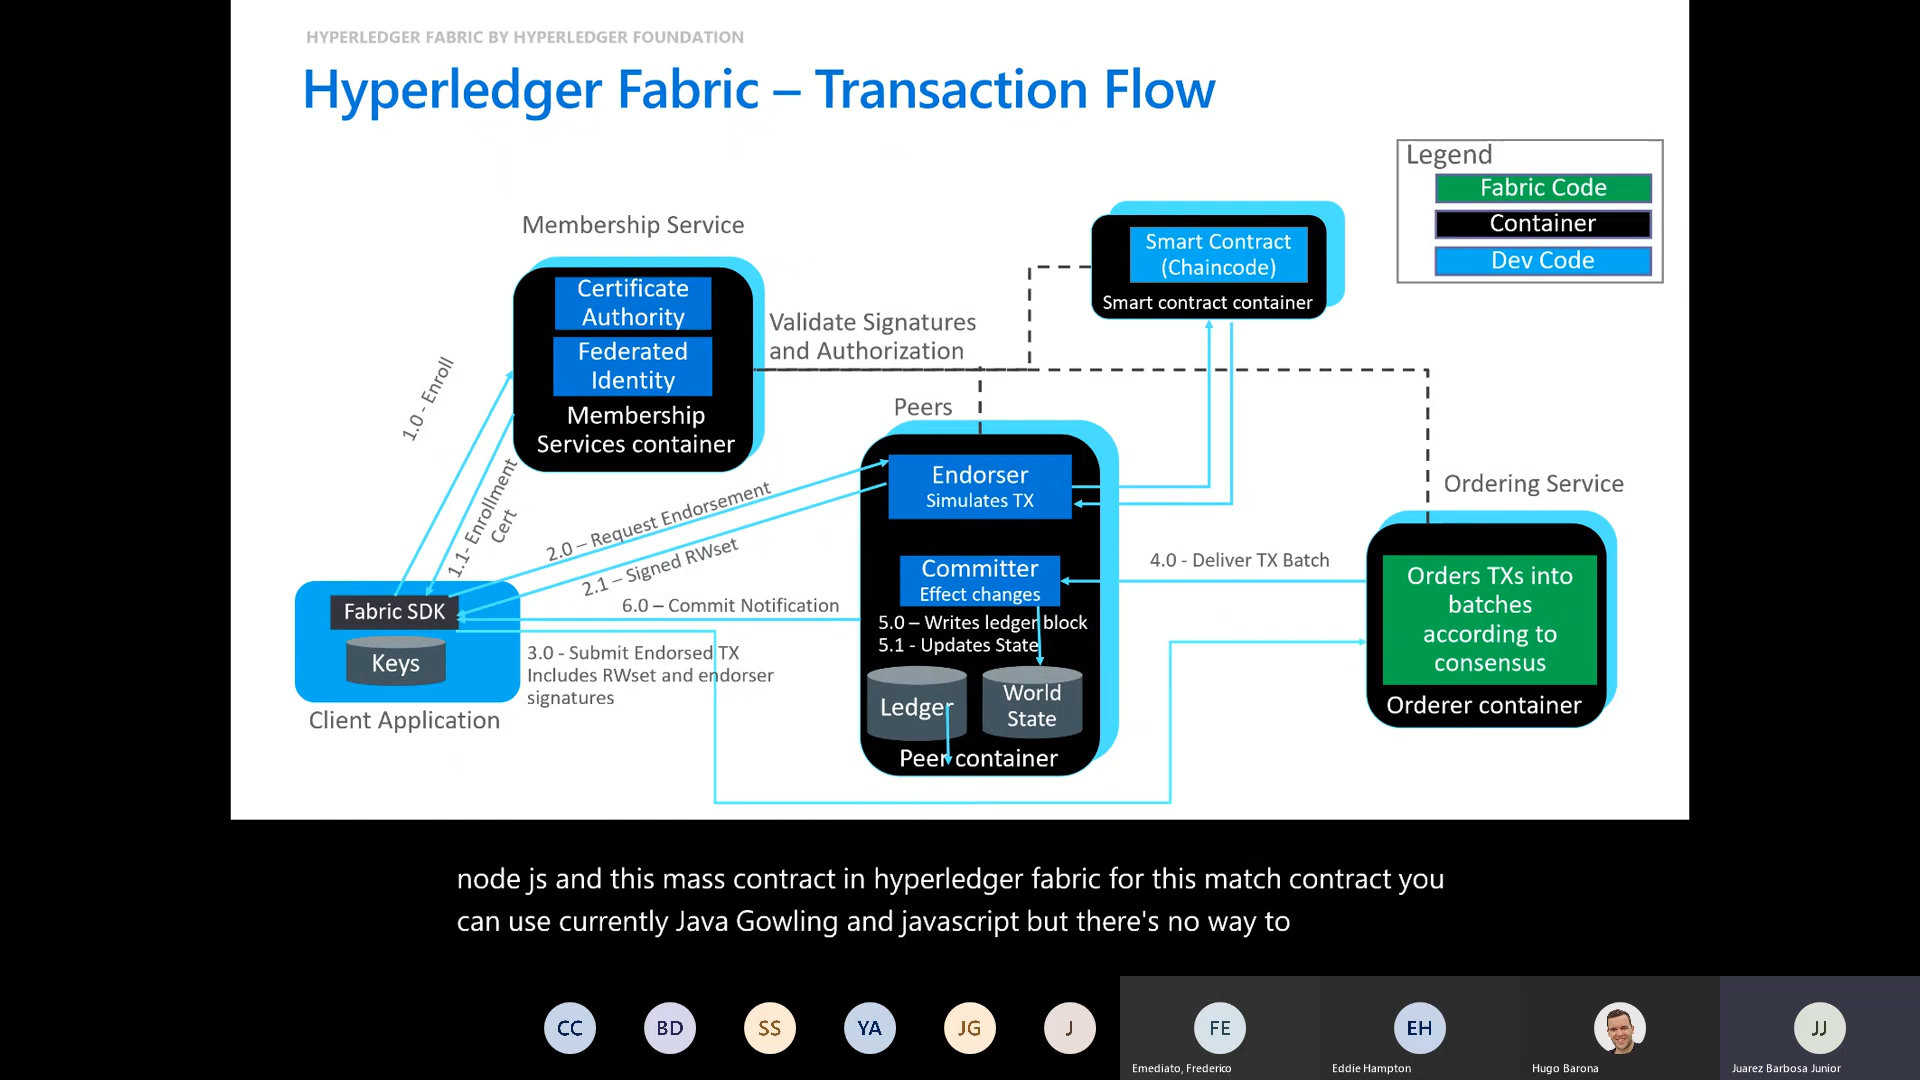 HYPERLEDGER FABRIC BY HYPERLEDGER FOUNDATION
Hyperledger Fabric – Transaction Flow
Legend
Fabric Code
Container
Dev Code
Membership Service
Certificate
Authority
Federated
Identity
Membership
Services container
Validate Signatures
and Authorization
Smart Contract
(Chaincode)
Smart contract container
1.0 - Enroll
1.1- Enrollment
Cert
Peers
Endorser
Simulates TX
2.0 – Request Endorsement
2.1 – Signed RWset
Committer
Effect changes
4.0 - Deliver TX Batch
Ordering Service
Orders TXs into
batches
according to
consensus
Orderer container
6.0 – Commit Notification
5.0 – Writes ledger block
5.1 - Updates State
Ledger
World
State
Peer container
Fabric SDK
Keys
Client Application
3.0 - Submit Endorsed TX
Includes RWset and endorser
signatures
node js and this mass contract in hyperledger fabric for this match contract you
can use currently Java Gowling and javascript but there's no way to
CC
BD
SS
YA
JG
J
FE
EH
JJ
Emediato, Frederico
Eddie Hampton
Hugo Barona
Juarez Barbosa Junior